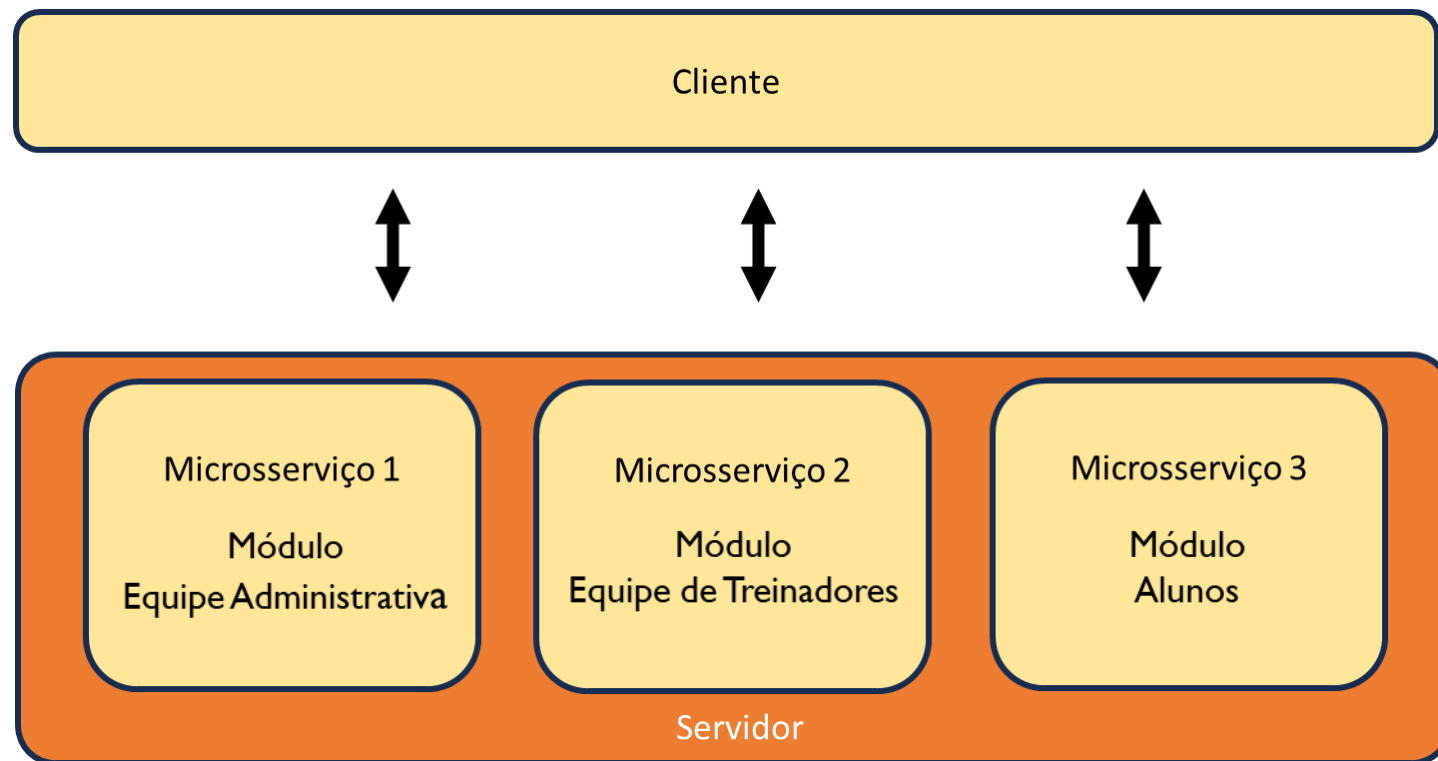 Cliente
Microsserviço 1
Módulo
Equipe Administrativa
Microsserviço 2
Módulo
Equipe de Treinadores
Microsserviço 3
Módulo
Alunos
Servidor